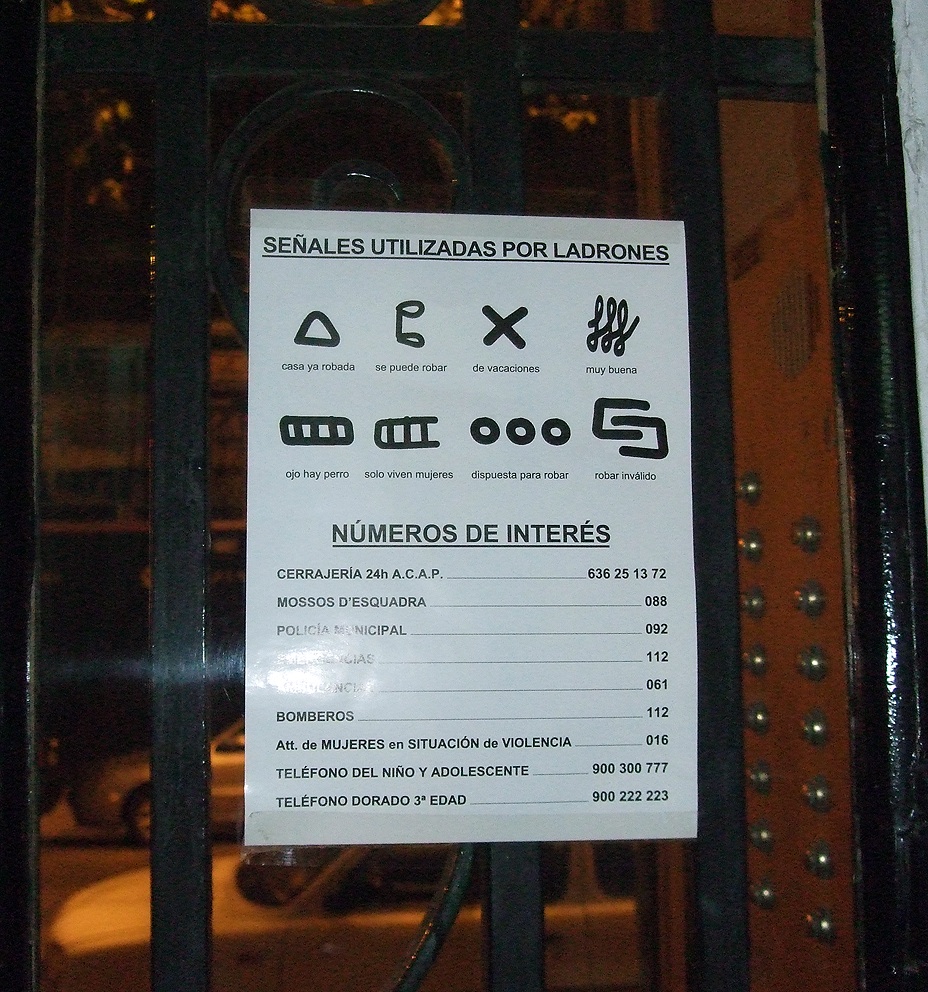 SEÑALES UTILIZADAS POR LADRONES
casa ya robada se puede robar de vacaciones muy buena
ojo hay perro solo viven mujeres dispuesta para robar robar inválido
NÚMEROS DE INTERÉS
CERRAJERÍA 24h A.C.A.P. 636 25 13 72
MOSSOS D'ESQUADRA 088
POLICÍA MUNICIPAL 092
EMERGENCIAS 112
061
BOMBEROS 112
Att. de MUJERES en SITUACIÓN de VIOLENCIA 016
TELÉFONO DEL NIÑO Y ADOLESCENTE 900 300 777
TELÉFONO DORADO 3ª EDAD 900 222 223